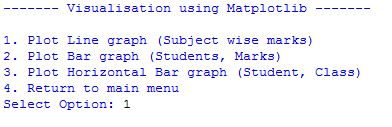 ------- Visualisation using Matplotlib -------
1. Plot Line graph (Subject wise marks)
2. Plot Bar graph (Students, Marks)
3. Plot Horizontal Bar graph (Student, Class)
4. Return to main menu
Select Option: 1